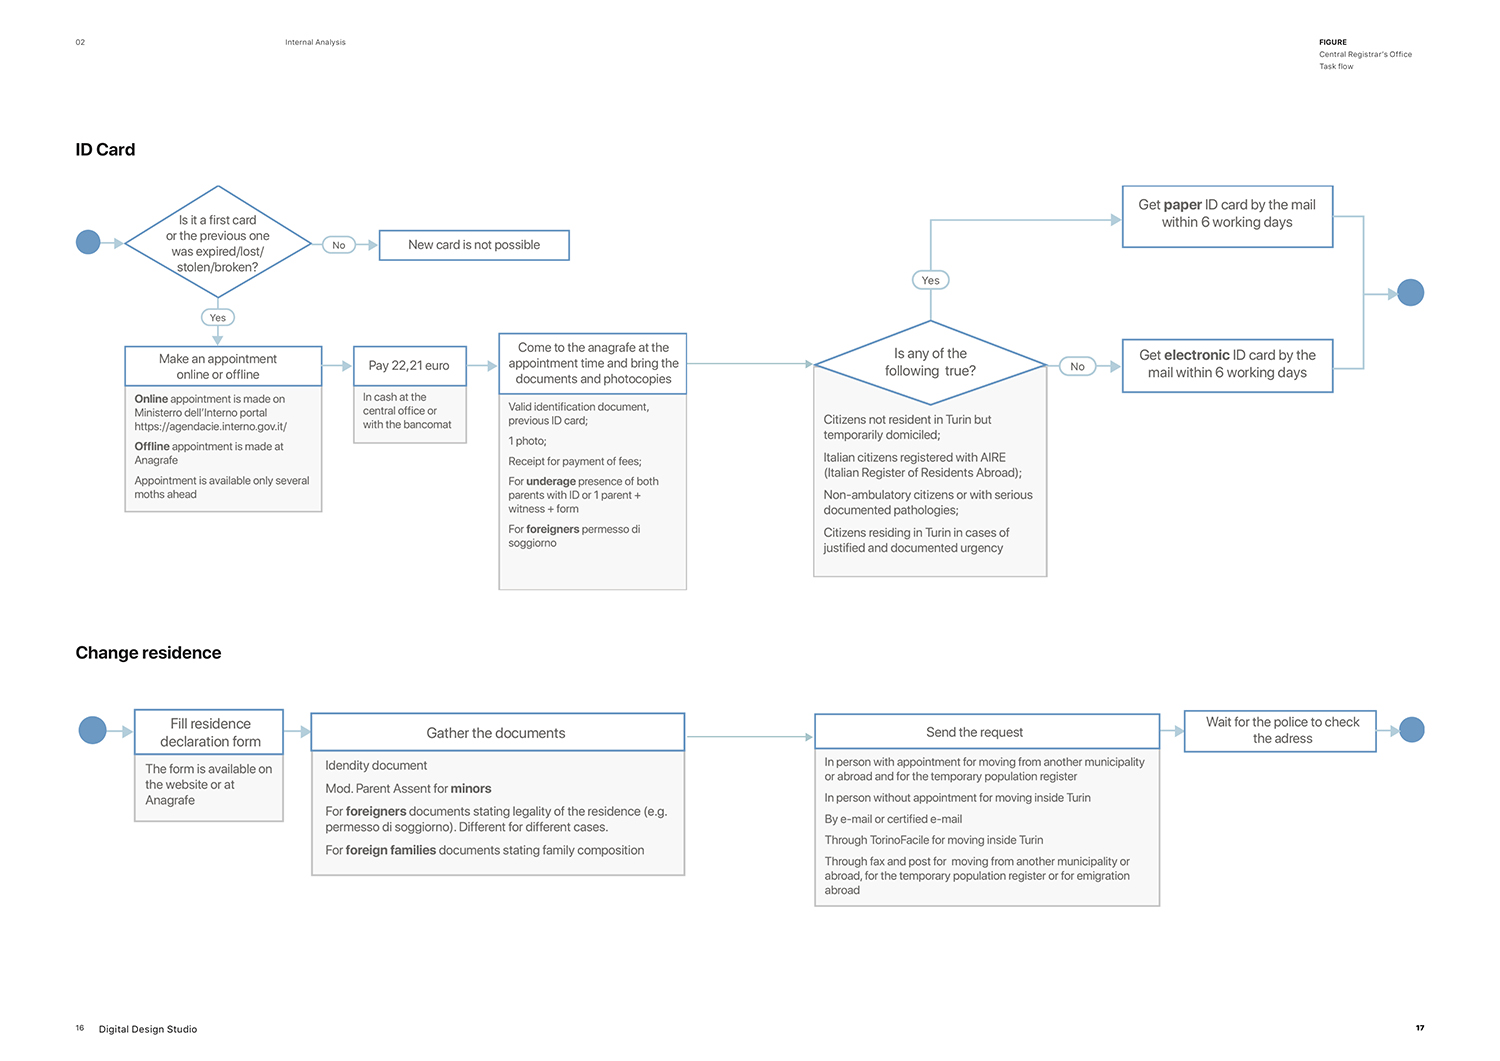 02
Internal Analysis
FIGURE
Central Registrar's Office
Task flow
ID Card
Is it a first card
or the previous one
was expired/lost/
stolen/broken?
No
New card is not possible
Yes
Make an appointment
online or offline
Online appointment is made on
Ministerro dell'Interno portal
https://agendacie.interno.gov.it/
Offline appointment is made at
Anagrafe
Appointment is available only several
moths ahead
Pay 22,21 euro
In cash at the
central office or
with the bancomat
Come to the anagrafe at the
appointment time and bring the
documents and photocopies
Valid identification document,
previous ID card;
1 photo;
Receipt for payment of fees;
For underage presence of both
parents with ID or 1 parent +
witness + form
For foreigners permesso di
soggiorno
Is any of the
following true?
Citizens not resident in Turin but
temporarily domiciled;
Italian citizens registered with AIRE
(Italian Register of Residents Abroad);
Non-ambulatory citizens or with serious
documented pathologies;
Citizens residing in Turin in cases of
justified and documented urgency
Yes
Get paper ID card by the mail
within 6 working days
No
Get electronic ID card by the
mail within 6 working days
Change residence
Fill residence
declaration form
The form is available on
the website or at
Anagrafe
Gather the documents
Idendity document
Mod. Parent Assent for minors
For foreigners documents stating legality of the residence (e.g.
permesso di soggiorno). Different for different cases.
For foreign families documents stating family composition
Send the request
In person with appointment for moving from another municipality
or abroad and for the temporary population register
In person without appointment for moving inside Turin
By e-mail or certified e-mail
Through TorinoFacile for moving inside Turin
Through fax and post for moving from another municipality or
abroad, for the temporary population register or for emigration
abroad
Wait for the police to check
the adress
16
Digital Design Studio
17